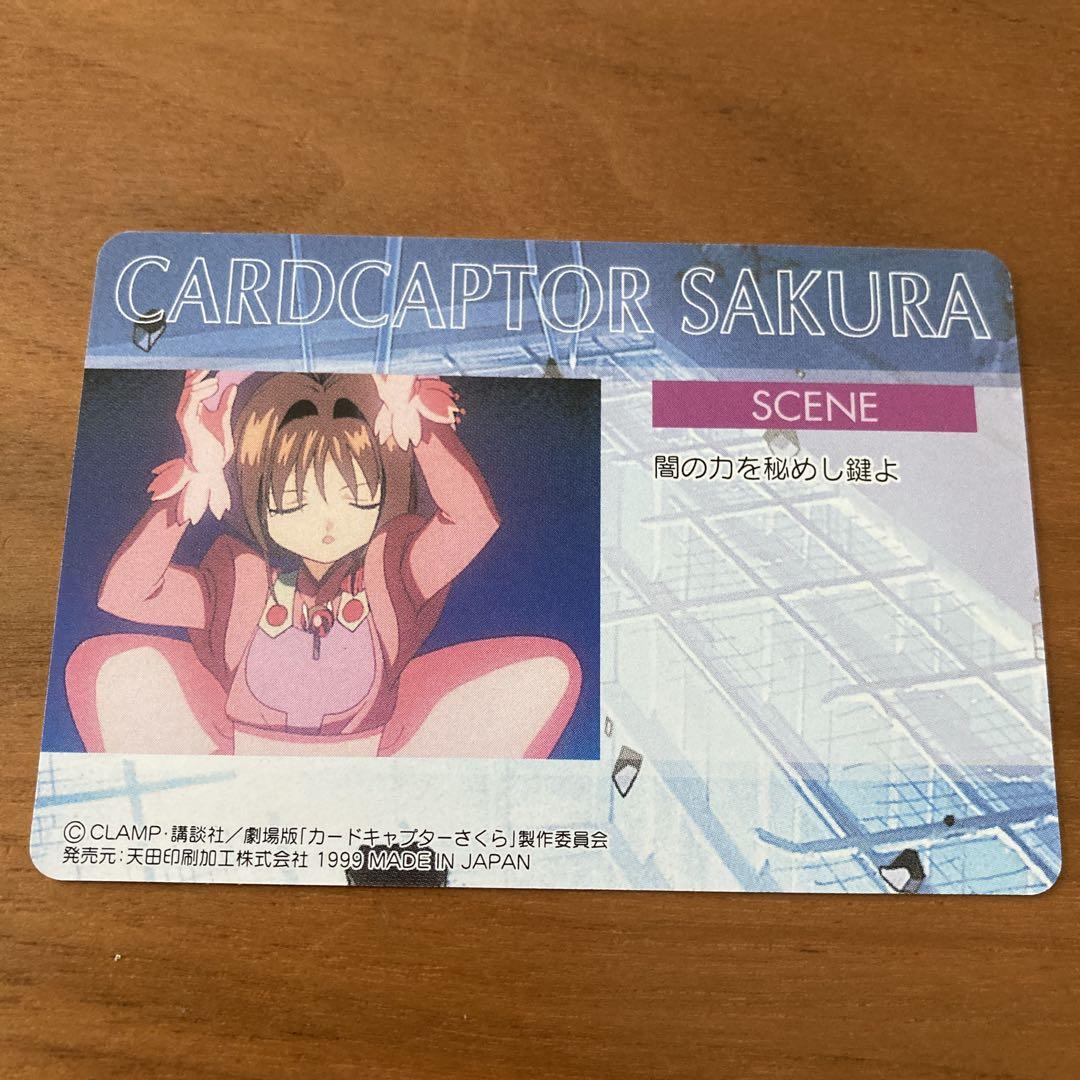 CARDCAPTOR SAKURA
SCENE
闇の力を秘めし鍵よ
©CLAMP・講談社／劇場版「カードキャプターさくら」製作委員会
発売元：天田印刷加工株式会社 1999 MADE IN JAPAN